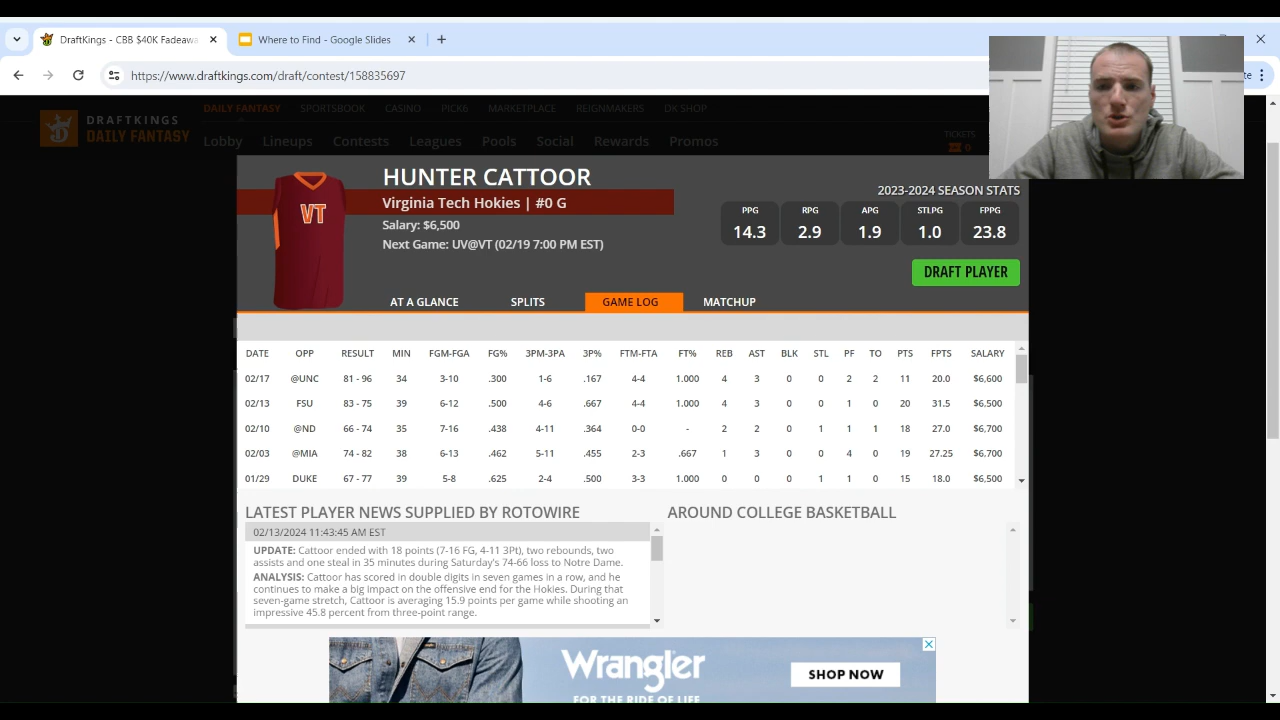 DraftKings - CBB $40K Fadeawa
Where to Find - Google Slides
https://www.draftkings.com/draft/contest/158835697
DRAFTKINGS
DAILY FANTASY
DAILY FANTASY SPORTSBOOK CASINO PICK6 MARKETPLACE REIGNMAKERS DK SHOP
Lobby Lineups Contests Leagues Pools Social Rewards Promos
TICKETS
0
VT
HUNTER CATTOOR
Virginia Tech Hokies | #0 G
Salary: $6,500
Next Game: UV@VT (02/19 7:00 PM EST)
2023-2024 SEASON STATS
PPG RPG APG STLPG FPPG
14.3 2.9 1.9 1.0 23.8
DRAFT PLAYER
AT A GLANCE SPLITS GAME LOG MATCHUP
DATE OPP RESULT MIN FGM-FGA FG% 3PM-3PA 3P% FTM-FTA FT% REB AST BLK STL PF TO PTS FPTS SALARY
02/17 @UNC 81 - 96 34 3-10 .300 1-6 .167 4-4 1.000 4 3 0 0 2 2 11 20.0 $6,600
02/13 FSU 83 - 75 39 6-12 .500 4-6 .667 4-4 1.000 4 3 0 0 1 0 20 31.5 $6,500
02/10 @ND 66 - 74 35 7-16 .438 4-11 .364 0-0 - 2 2 0 1 1 1 18 27.0 $6,700
02/03 @MIA 74 - 82 38 6-13 .462 5-11 .455 2-3 .667 1 3 0 0 4 0 19 27.25 $6,700
01/29 DUKE 67 - 77 39 5-8 .625 2-4 .500 3-3 1.000 0 0 0 1 1 0 15 18.0 $6,500
LATEST PLAYER NEWS SUPPLIED BY ROTOWIRE
02/13/2024 11:43:45 AM EST
UPDATE: Cattoor ended with 18 points (7-16 FG, 4-11 3Pt), two rebounds, two
assists and one steal in 35 minutes during Saturday's 74-66 loss to Notre Dame.
ANALYSIS: Cattoor has scored in double digits in seven games in a row, and he
continues to make a big impact on the offensive end for the Hokies. During that
seven-game stretch, Cattoor is averaging 15.9 points per game while shooting an
impressive 45.8 percent from three-point range.
AROUND COLLEGE BASKETBALL
Wrangler
FOR THE RIDE OF LIFE
SHOP NOW